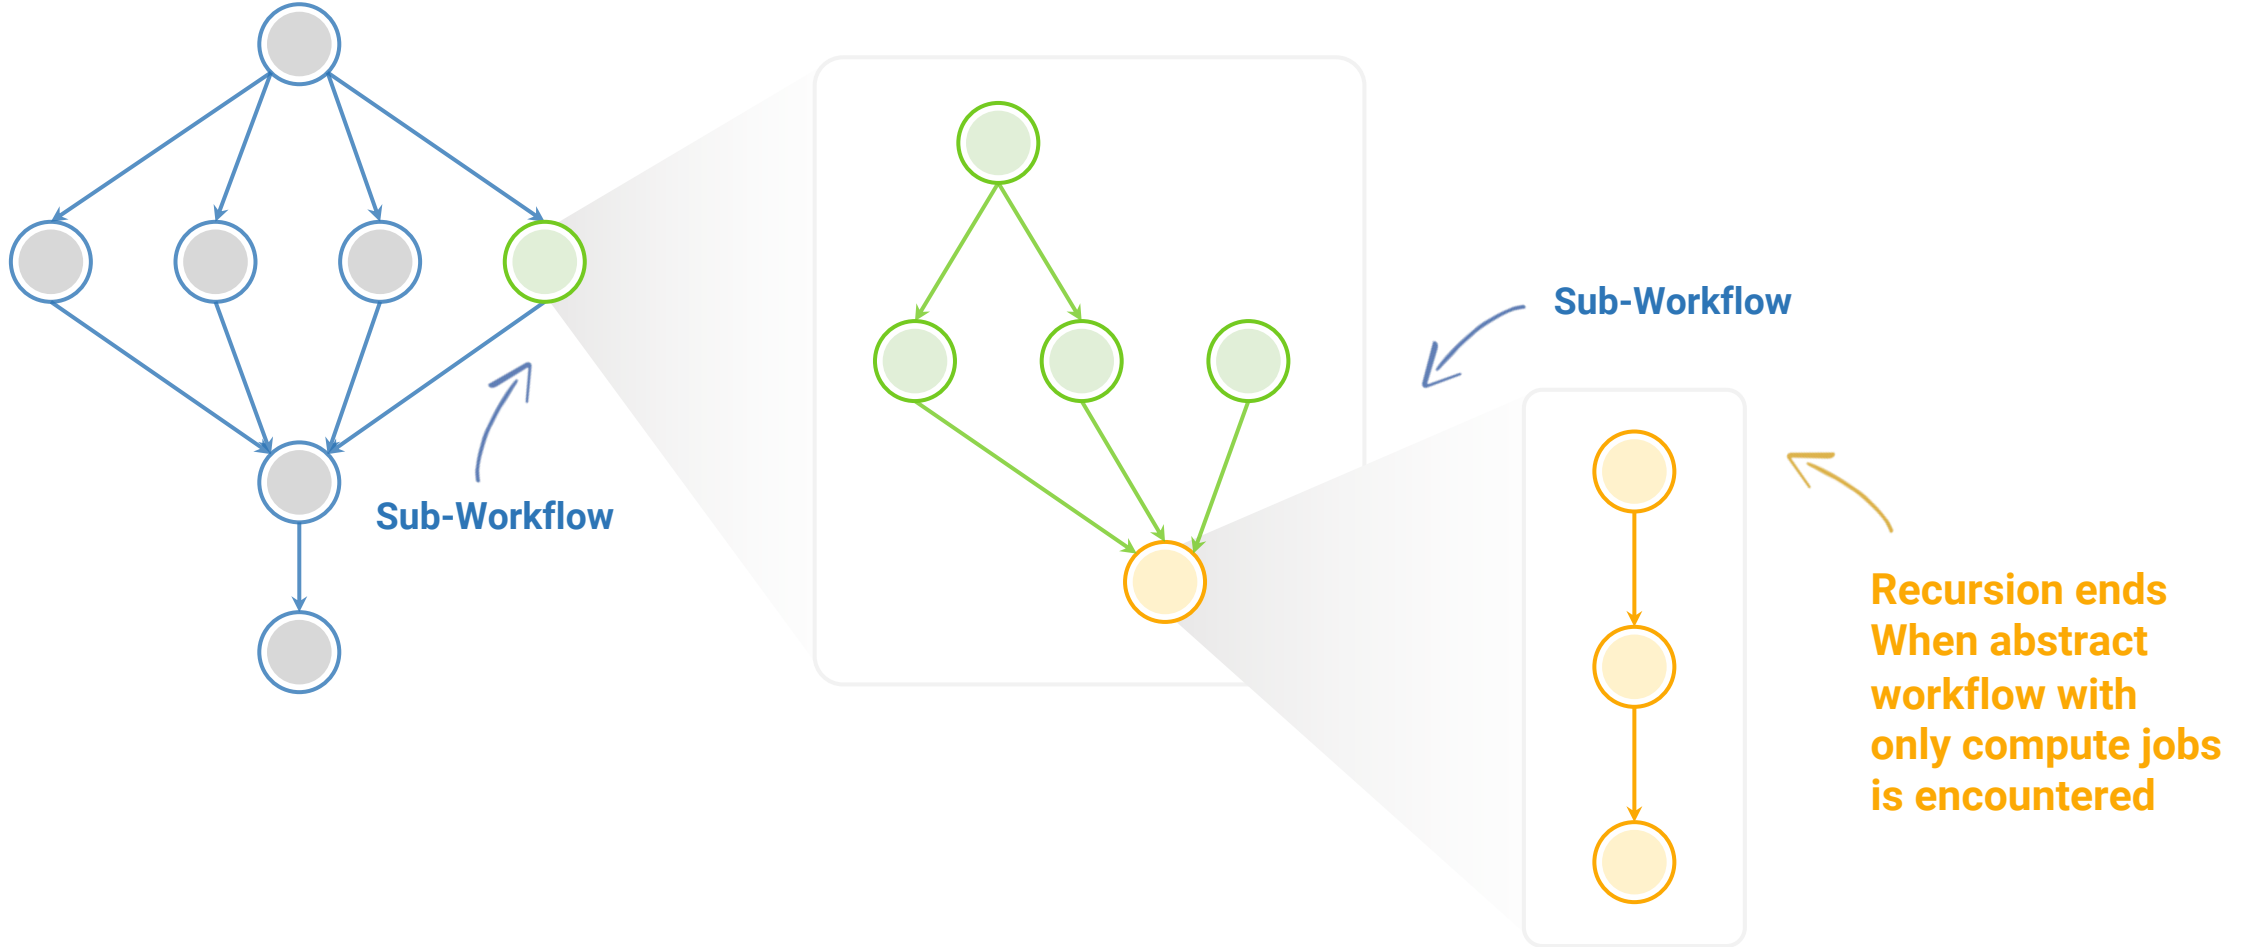 Sub-Workflow
Sub-Workflow
Recursion ends
When abstract
workflow with
only compute jobs
is encountered